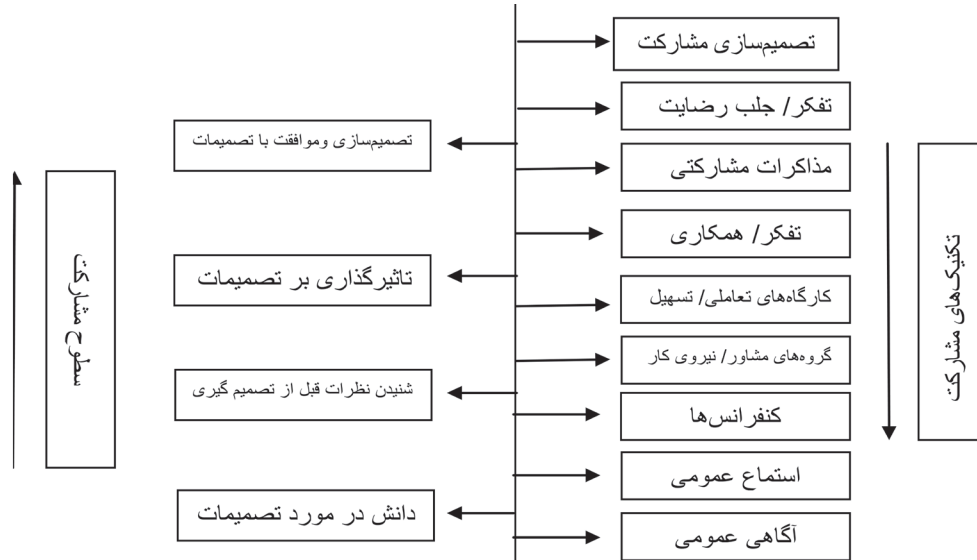 تصمیم‌سازی مشارکت
تفکر/ جلب رضایت
تصمیم‌سازی وموافقت با تصمیمات
مذاکرات مشارکتی
تفکر/ همکاری
تاثیرگذاری بر تصمیمات
کارگاه‌های تعاملی/ تسهیل
گروه‌های مشاور/ نیروی کار
شنیدن نظرات قبل از تصمیم گیری
کنفرانس‌ها
استماع عمومی
دانش در مورد تصمیمات
آگاهی عمومی
تکنیک‌های مشارکت
سطوح مشارکت